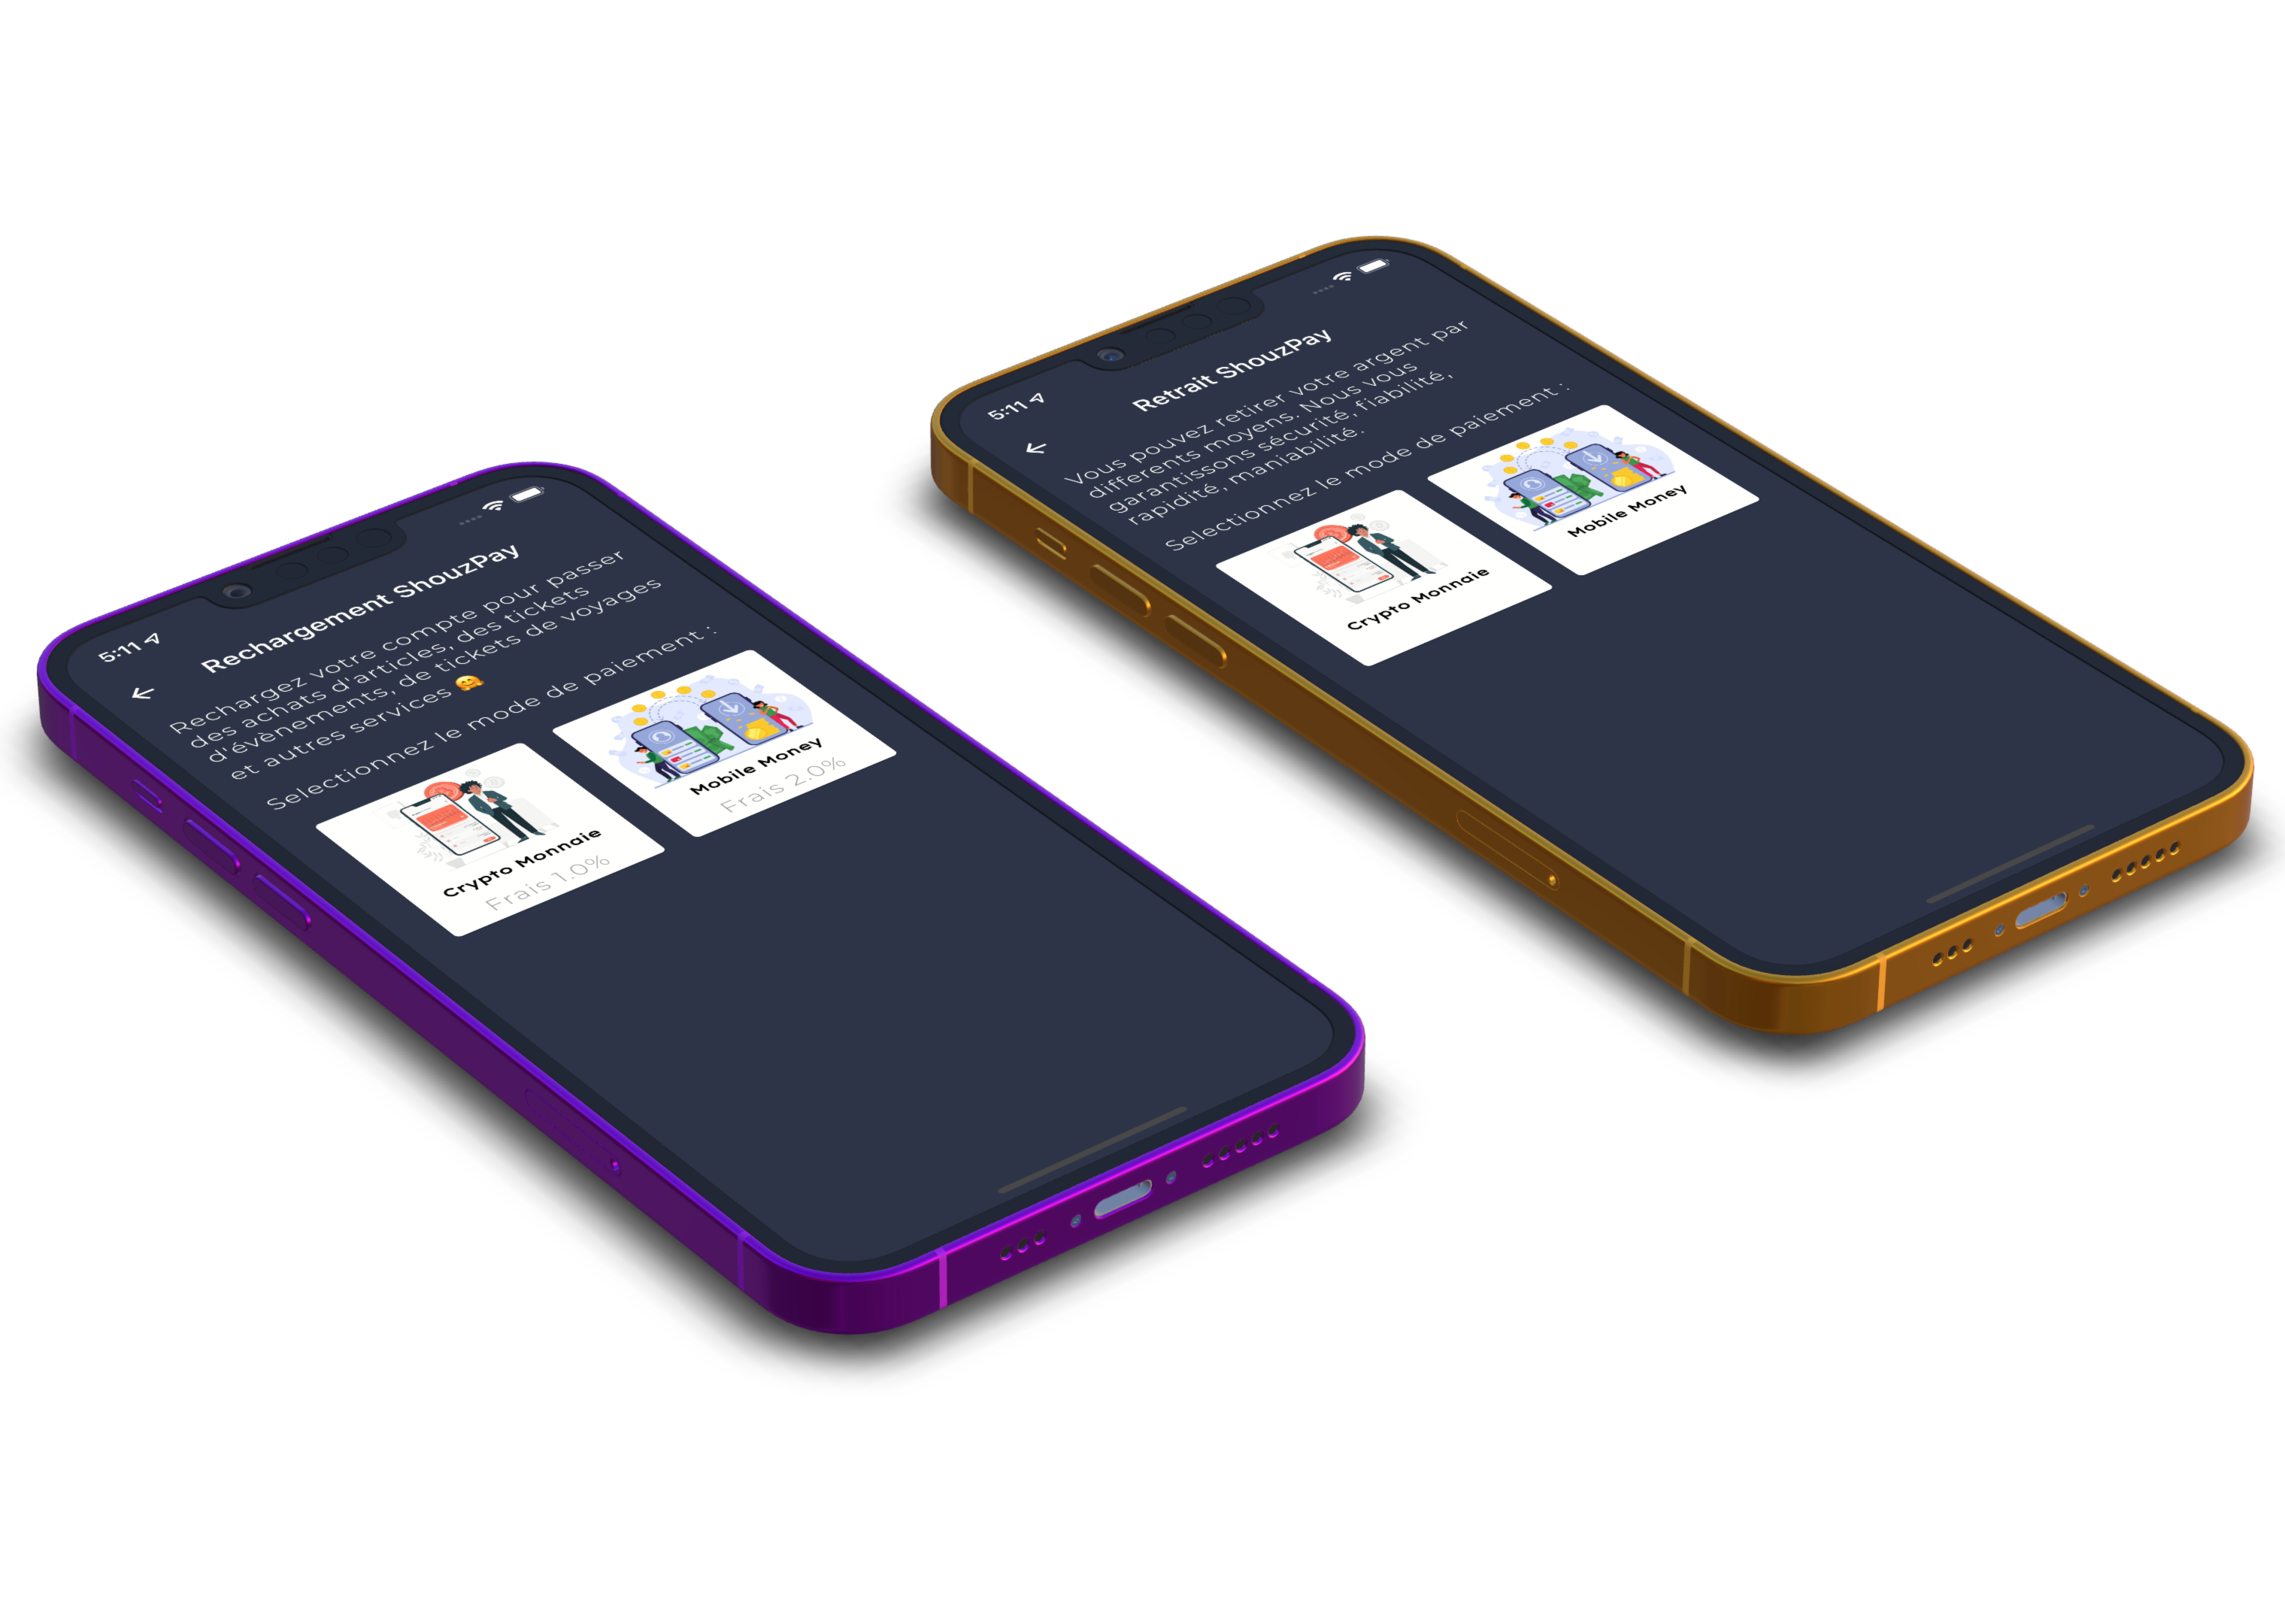 5:11
Rechargement ShouzPay
Rechargez votre compte pour passer
des achats d'articles, des tickets
d'évènements, de tickets de voyages
et autres services 🤗
Selectionnez le mode de paiement :
Crypto Monnaie
Frais 1.0%
Mobile Money
Frais 2.0%
5:11
Retrait ShouzPay
Vous pouvez retirer votre argent par
differents moyens. Nous vous
garantissons sécurité, fiabilité,
rapidité, maniabilité.
Selectionnez le mode de paiement :
Crypto Monnaie
Mobile Money